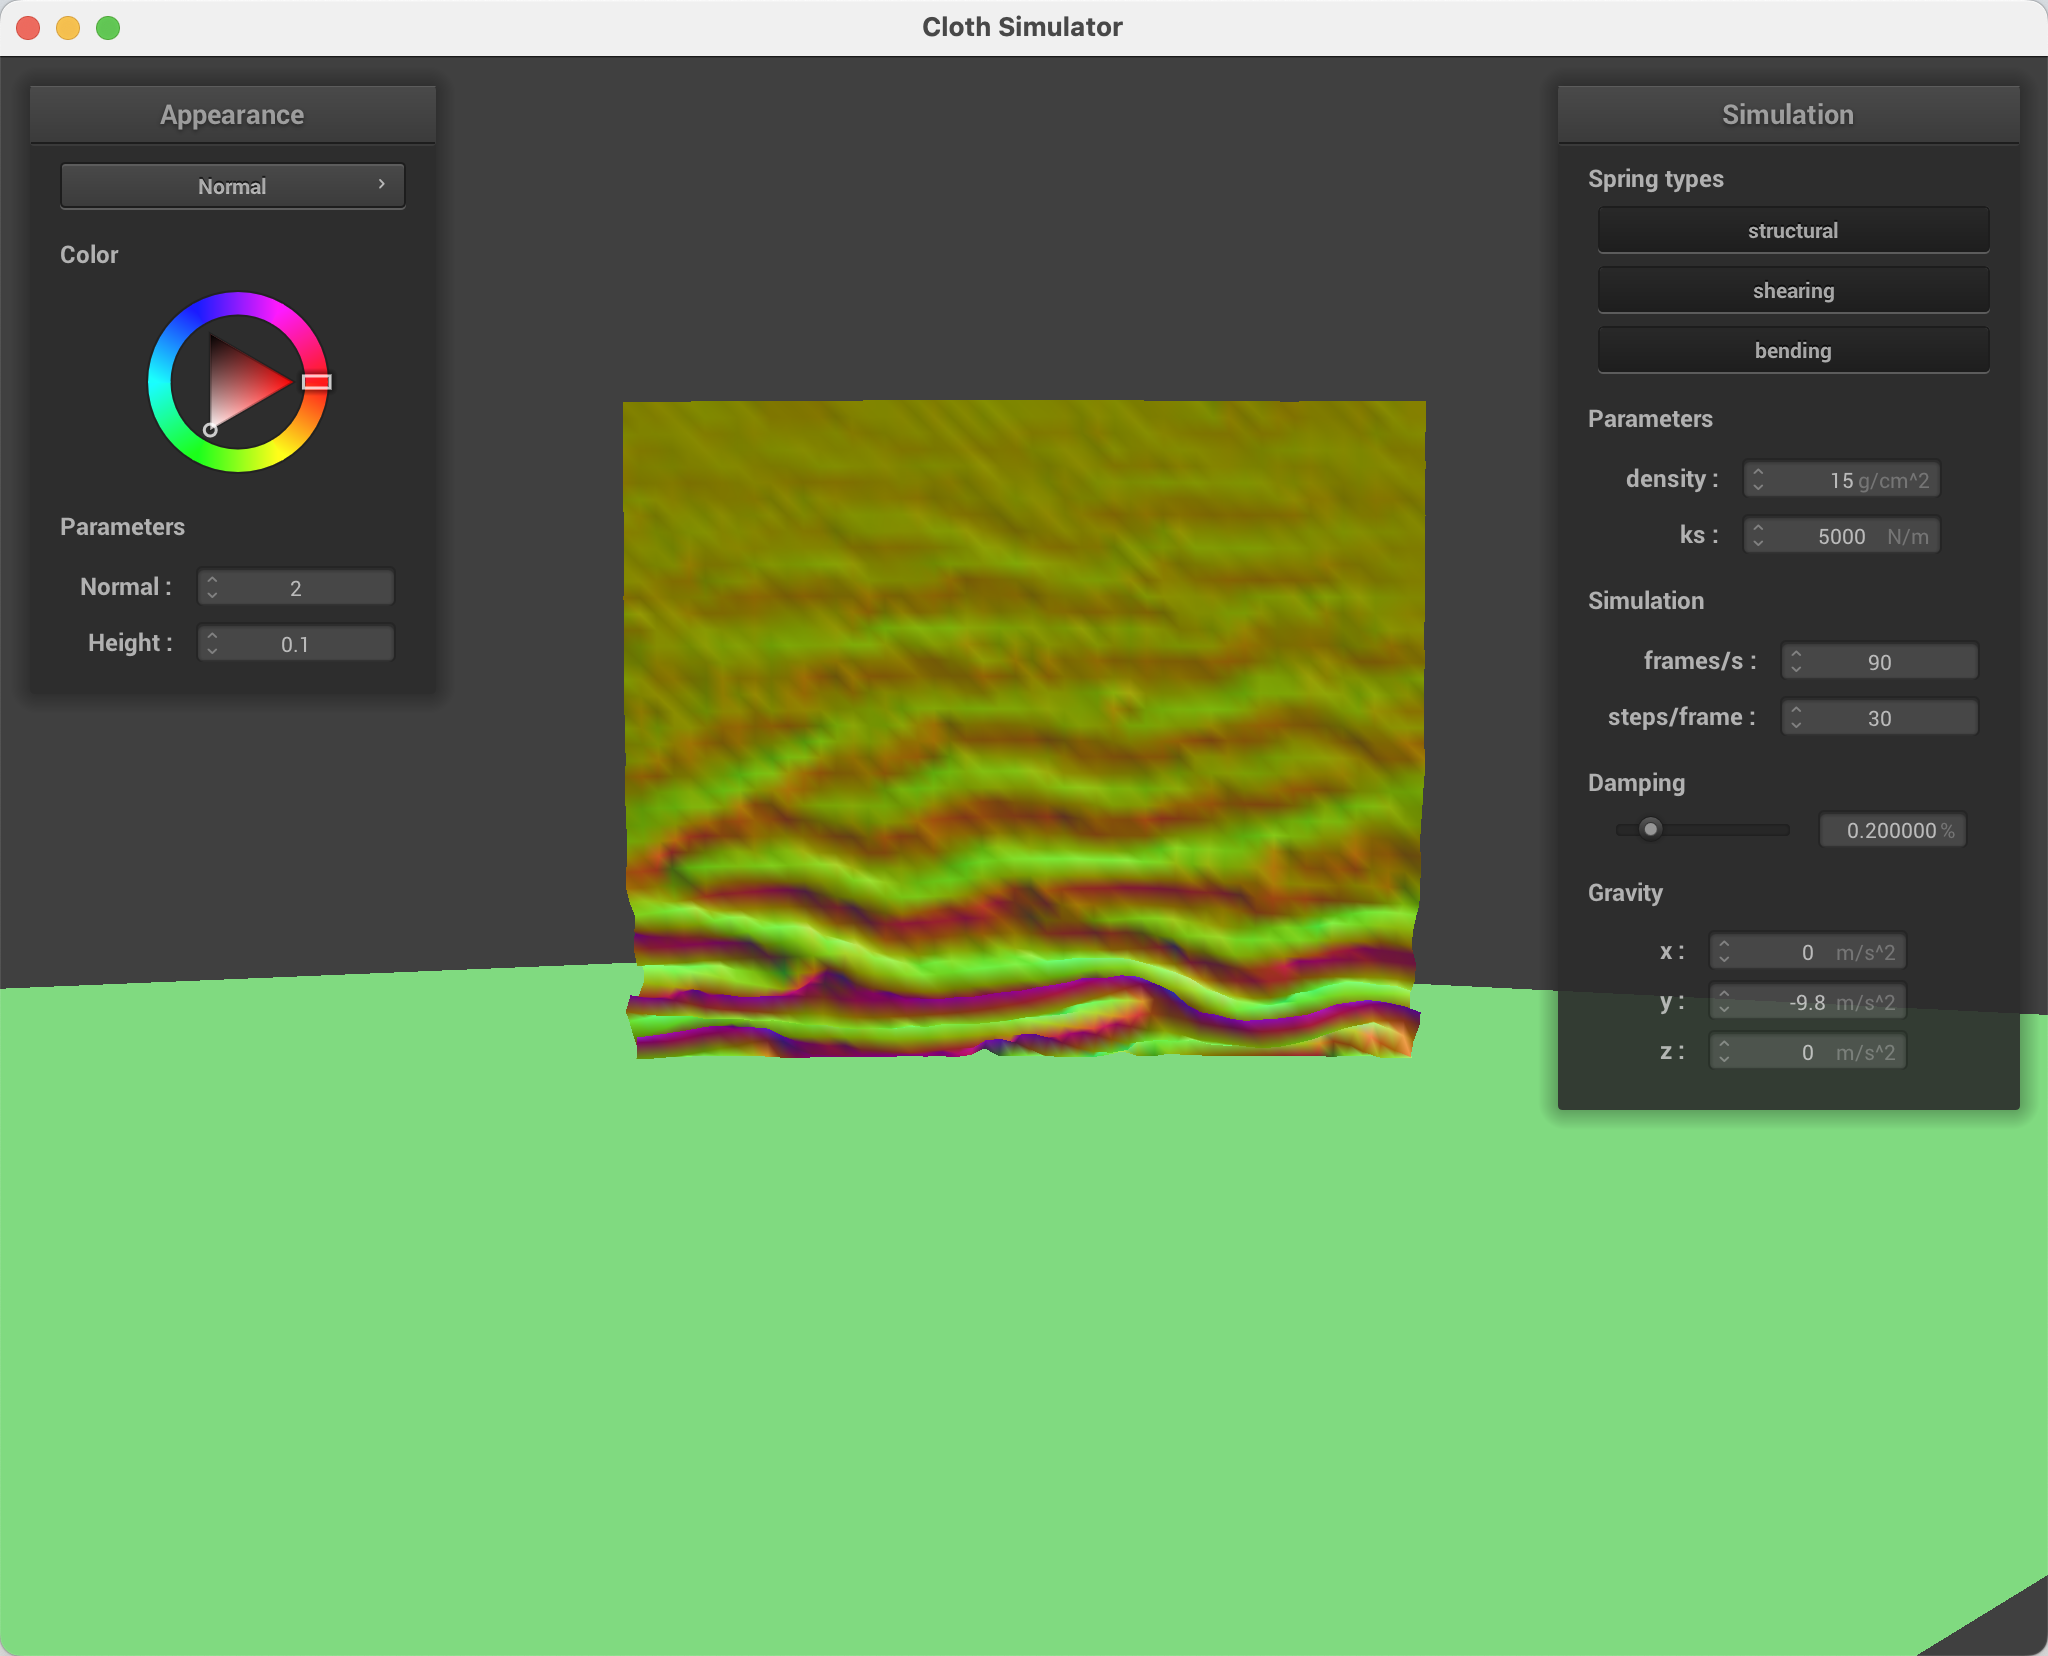 Cloth Simulator
Appearance
Normal
Color
Parameters
Normal : 2
Height : 0.1
Simulation
Spring types
structural
shearing
bending
Parameters
density : 15 g/cm^2
ks : 5000 N/m
Simulation
frames/s : 90
steps/frame : 30
Damping
0.200000 %
Gravity
x : 0 m/s^2
y : -9.8 m/s^2
z : 0 m/s^2